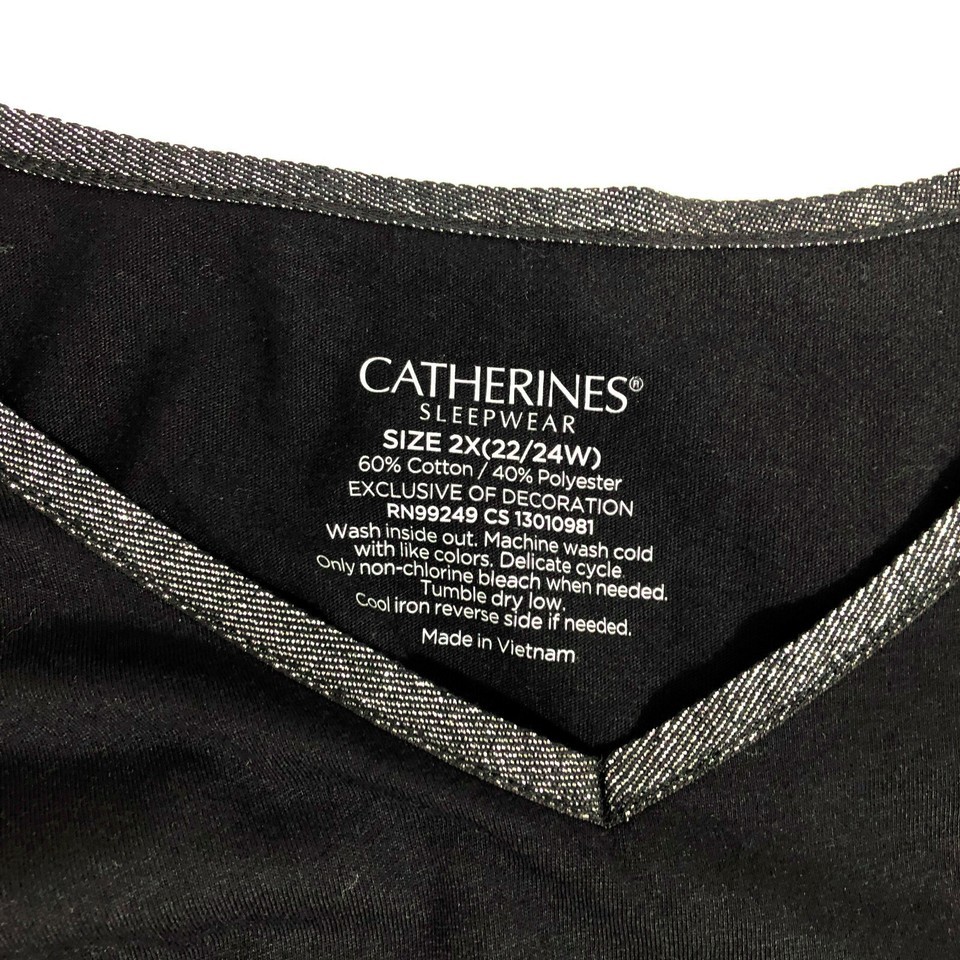 CATHERINES®
SLEEPWEAR
SIZE 2X(22/24W)
60% Cotton / 40% Polyester
EXCLUSIVE OF DECORATION
RN99249 CS 13010981
Wash inside out. Machine wash cold
with like colors. Delicate cycle
Only non-chlorine bleach when needed.
Tumble dry low.
Cool iron reverse side if needed.
Made in Vietnam